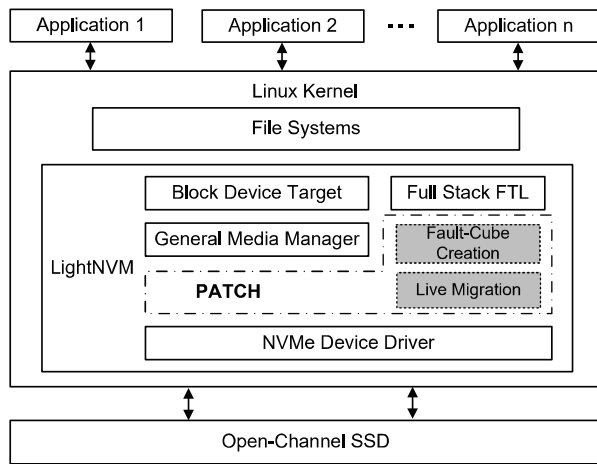 Application 1
Application 2
Application n
Linux Kernel
File Systems
LightNVM
Block Device Target
Full Stack FTL
General Media Manager
Fault-Cube
Creation
PATCH
Live Migration
NVMe Device Driver
Open-Channel SSD